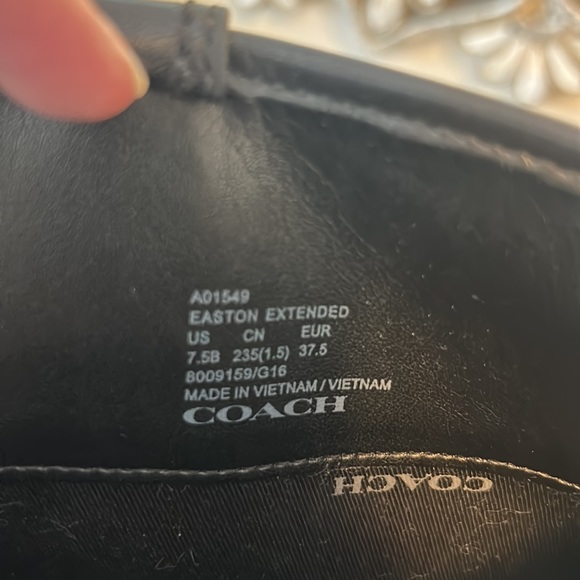 A01549
EASTON EXTENDED
US CN EUR
7.5B 235(1.5) 37.5
8009159/G16
MADE IN VIETNAM / VIETNAM
COACH
COACH